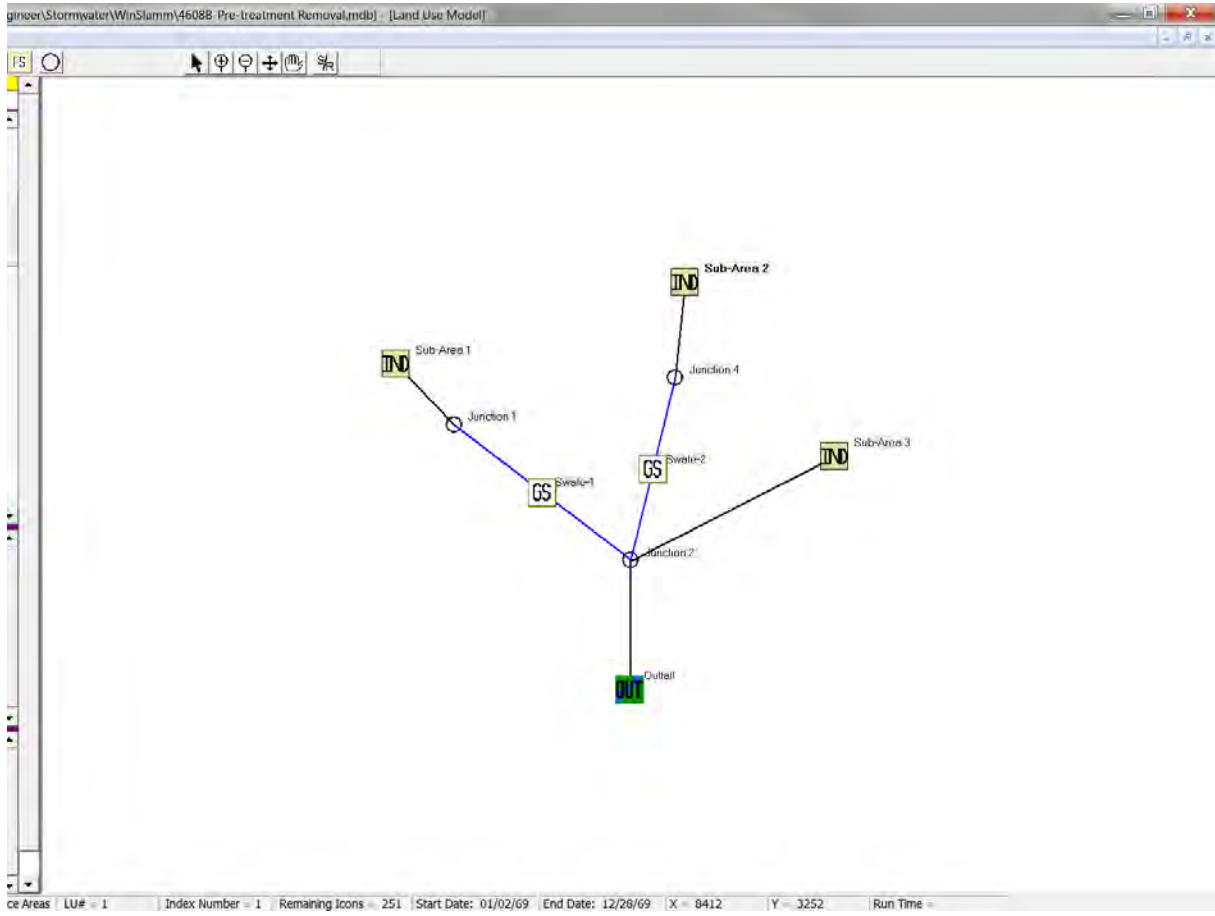 gineer\Stormwater\WinSlamm\4608B-Pre-treatment Removal.mdb] - [Land Use Model]
FS
S/R
IND Sub-Area 2
IND Sub-Area 1
Junction 4
Junction 1
IND Sub-Area 3
GS Swale-2
GS Swale-1
Junction 2
OUT Outfall
ce Areas LU# = 1 Index Number = 1 Remaining Icons = 251 Start Date: 01/02/69 End Date: 12/28/69 X = 8412 Y = 3252 Run Time =